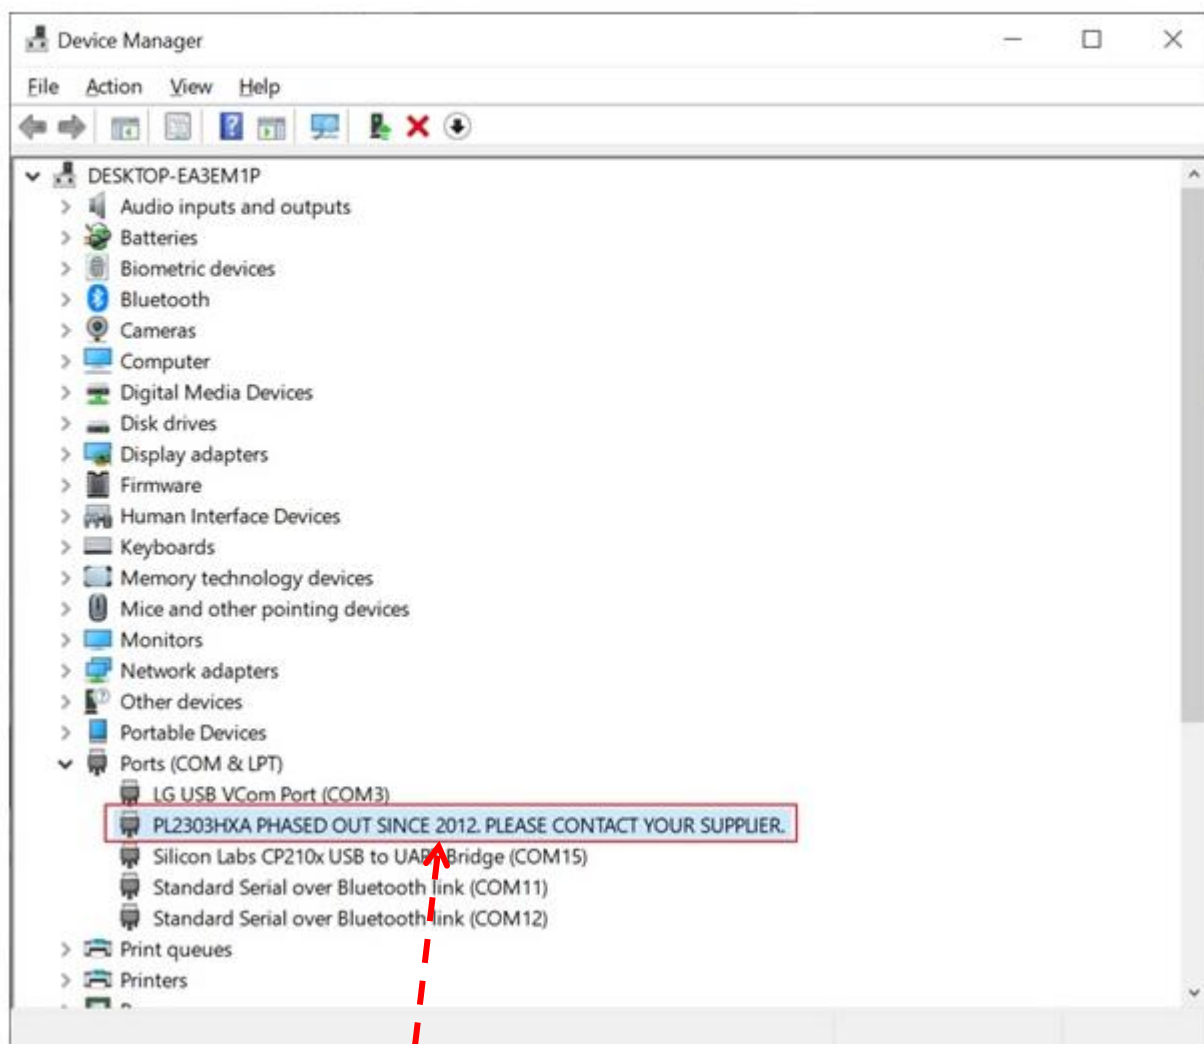 Device Manager
File Action View Help
DESKTOP-EA3EM1P
Audio inputs and outputs
Batteries
Biometric devices
Bluetooth
Cameras
Computer
Digital Media Devices
Disk drives
Display adapters
Firmware
Human Interface Devices
Keyboards
Memory technology devices
Mice and other pointing devices
Monitors
Network adapters
Other devices
Portable Devices
Ports (COM & LPT)
LG USB VCom Port (COM3)
PL2303HXA PHASED OUT SINCE 2012. PLEASE CONTACT YOUR SUPPLIER.
Silicon Labs CP210x USB to UART Bridge (COM15)
Standard Serial over Bluetooth link (COM11)
Standard Serial over Bluetooth link (COM12)
Print queues
Printers